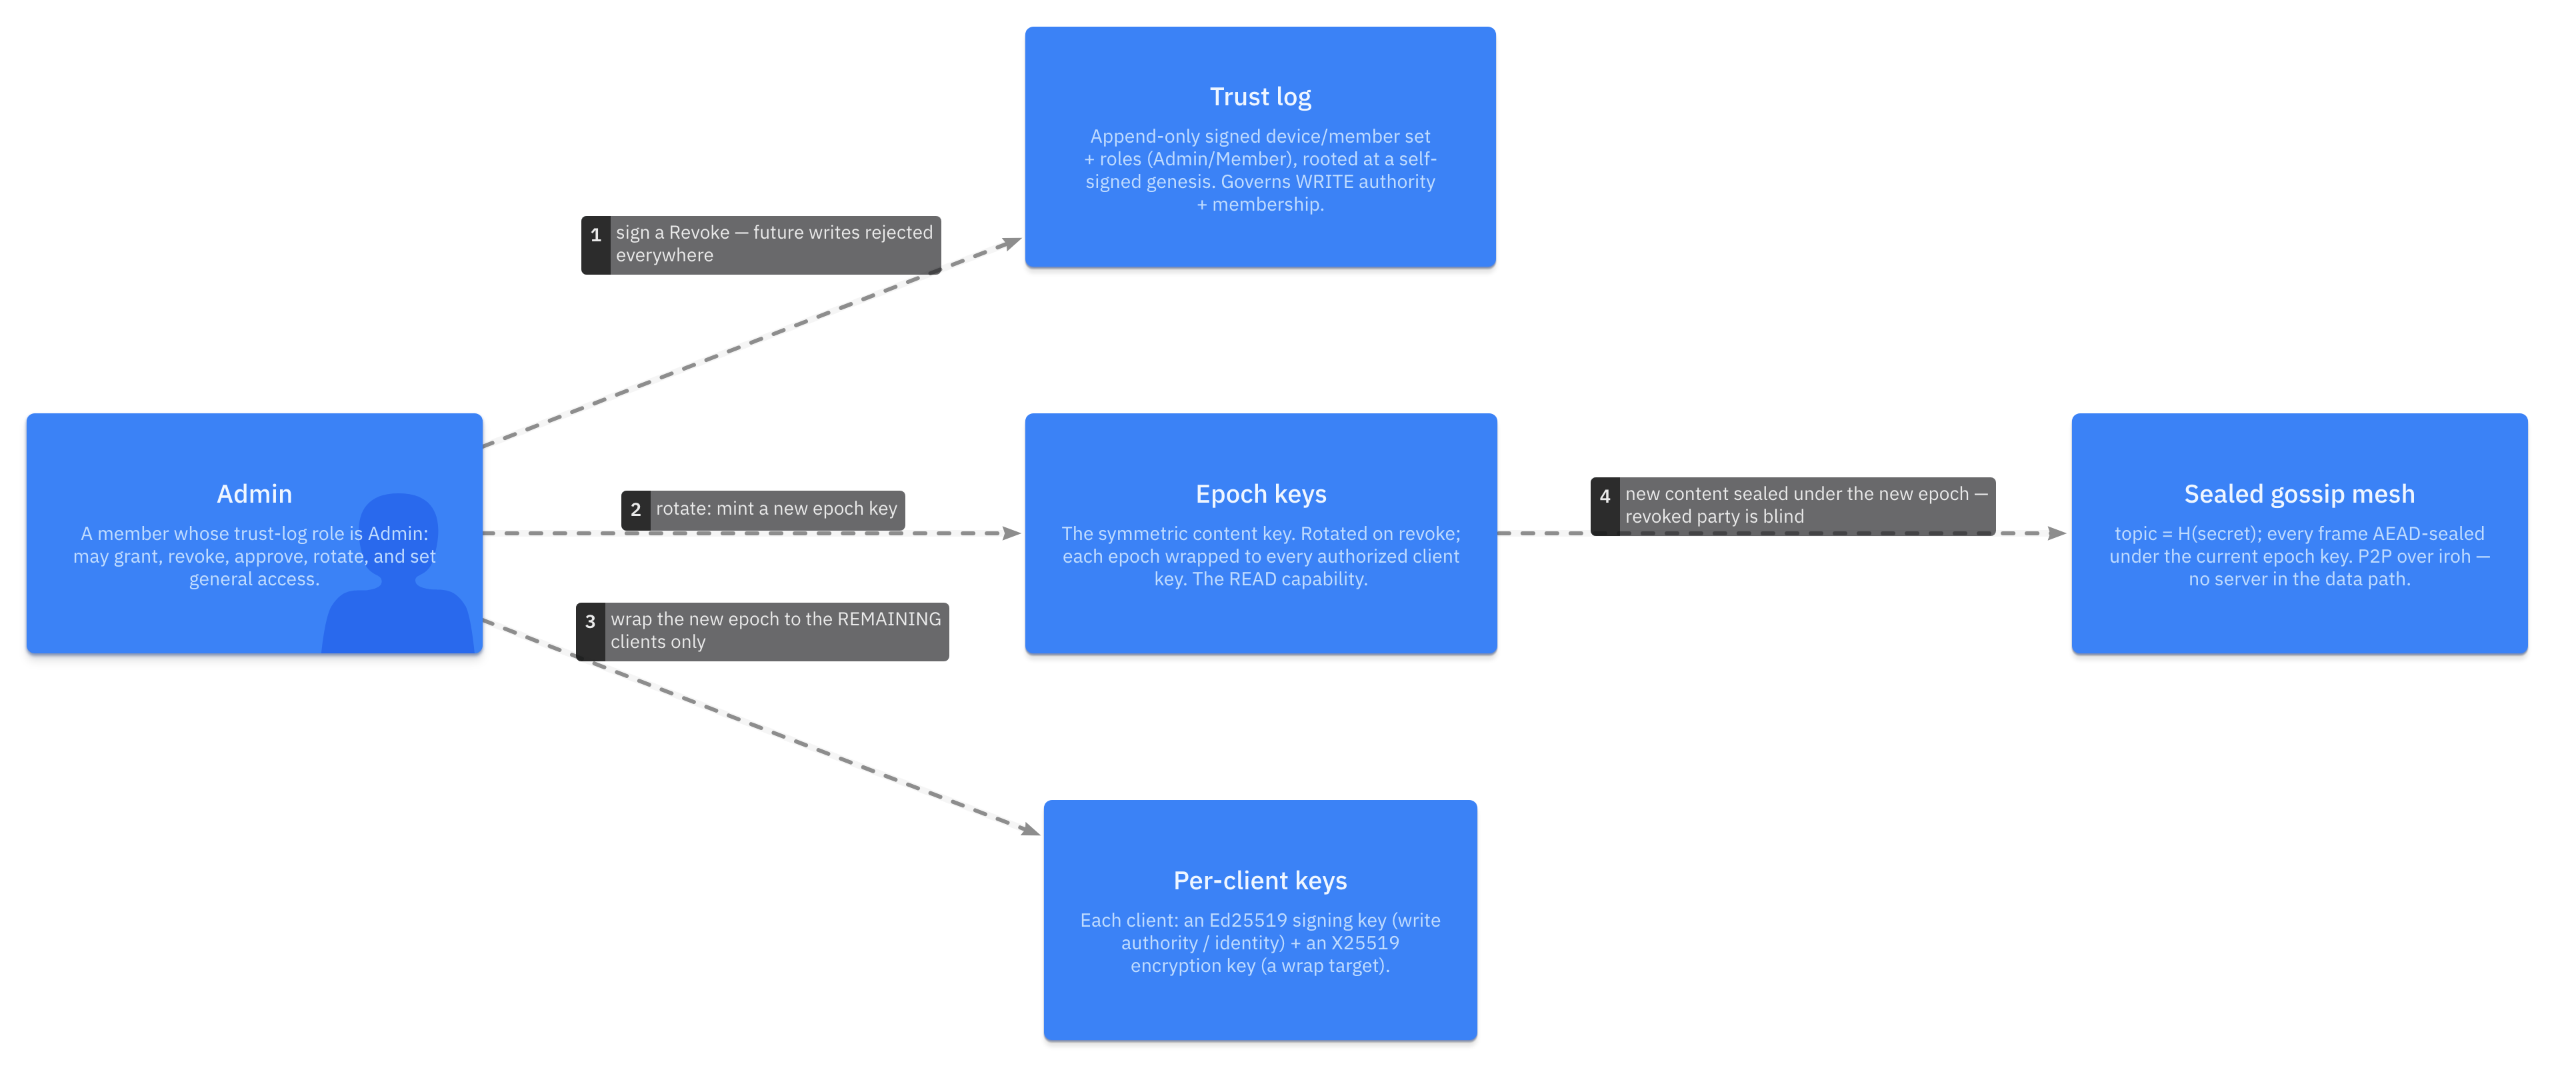 Trust log
Append-only signed device/member set
+ roles (Admin/Member), rooted at a self-
signed genesis. Governs WRITE authority
+ membership.
1
sign a Revoke — future writes rejected
everywhere
Admin
A member whose trust-log role is Admin:
may grant, revoke, approve, rotate, and set
general access.
2
rotate: mint a new epoch key
Epoch keys
The symmetric content key. Rotated on revoke;
each epoch wrapped to every authorized client
key. The READ capability.
4
new content sealed under the new epoch —
revoked party is blind
Sealed gossip mesh
topic = H(secret); every frame AEAD-sealed
under the current epoch key. P2P over iroh —
no server in the data path.
3
wrap the new epoch to the REMAINING
clients only
Per-client keys
Each client: an Ed25519 signing key (write
authority / identity) + an X25519
encryption key (a wrap target).